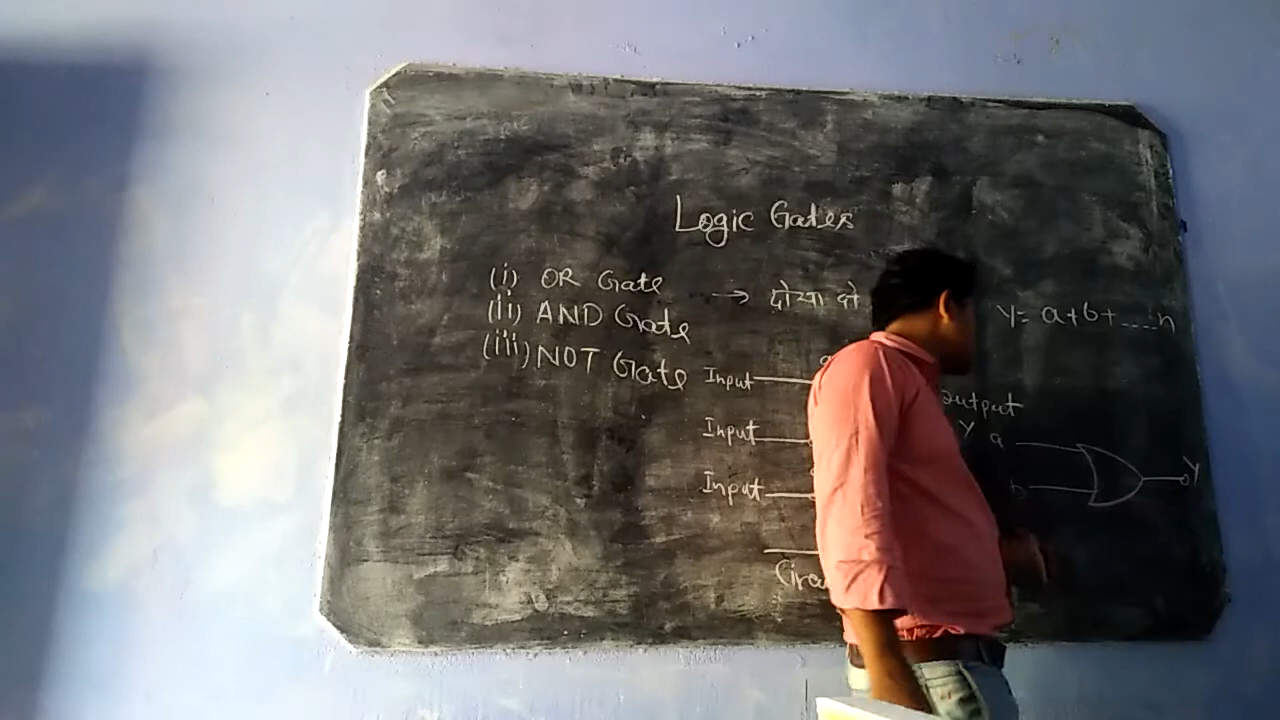 Logic Gates
(i) OR Gate → दो या दो
(ii) AND Gate
(iii) NOT Gate
Y = a+b+.....n
Input
Input
Input
output
Y
a
b
Y